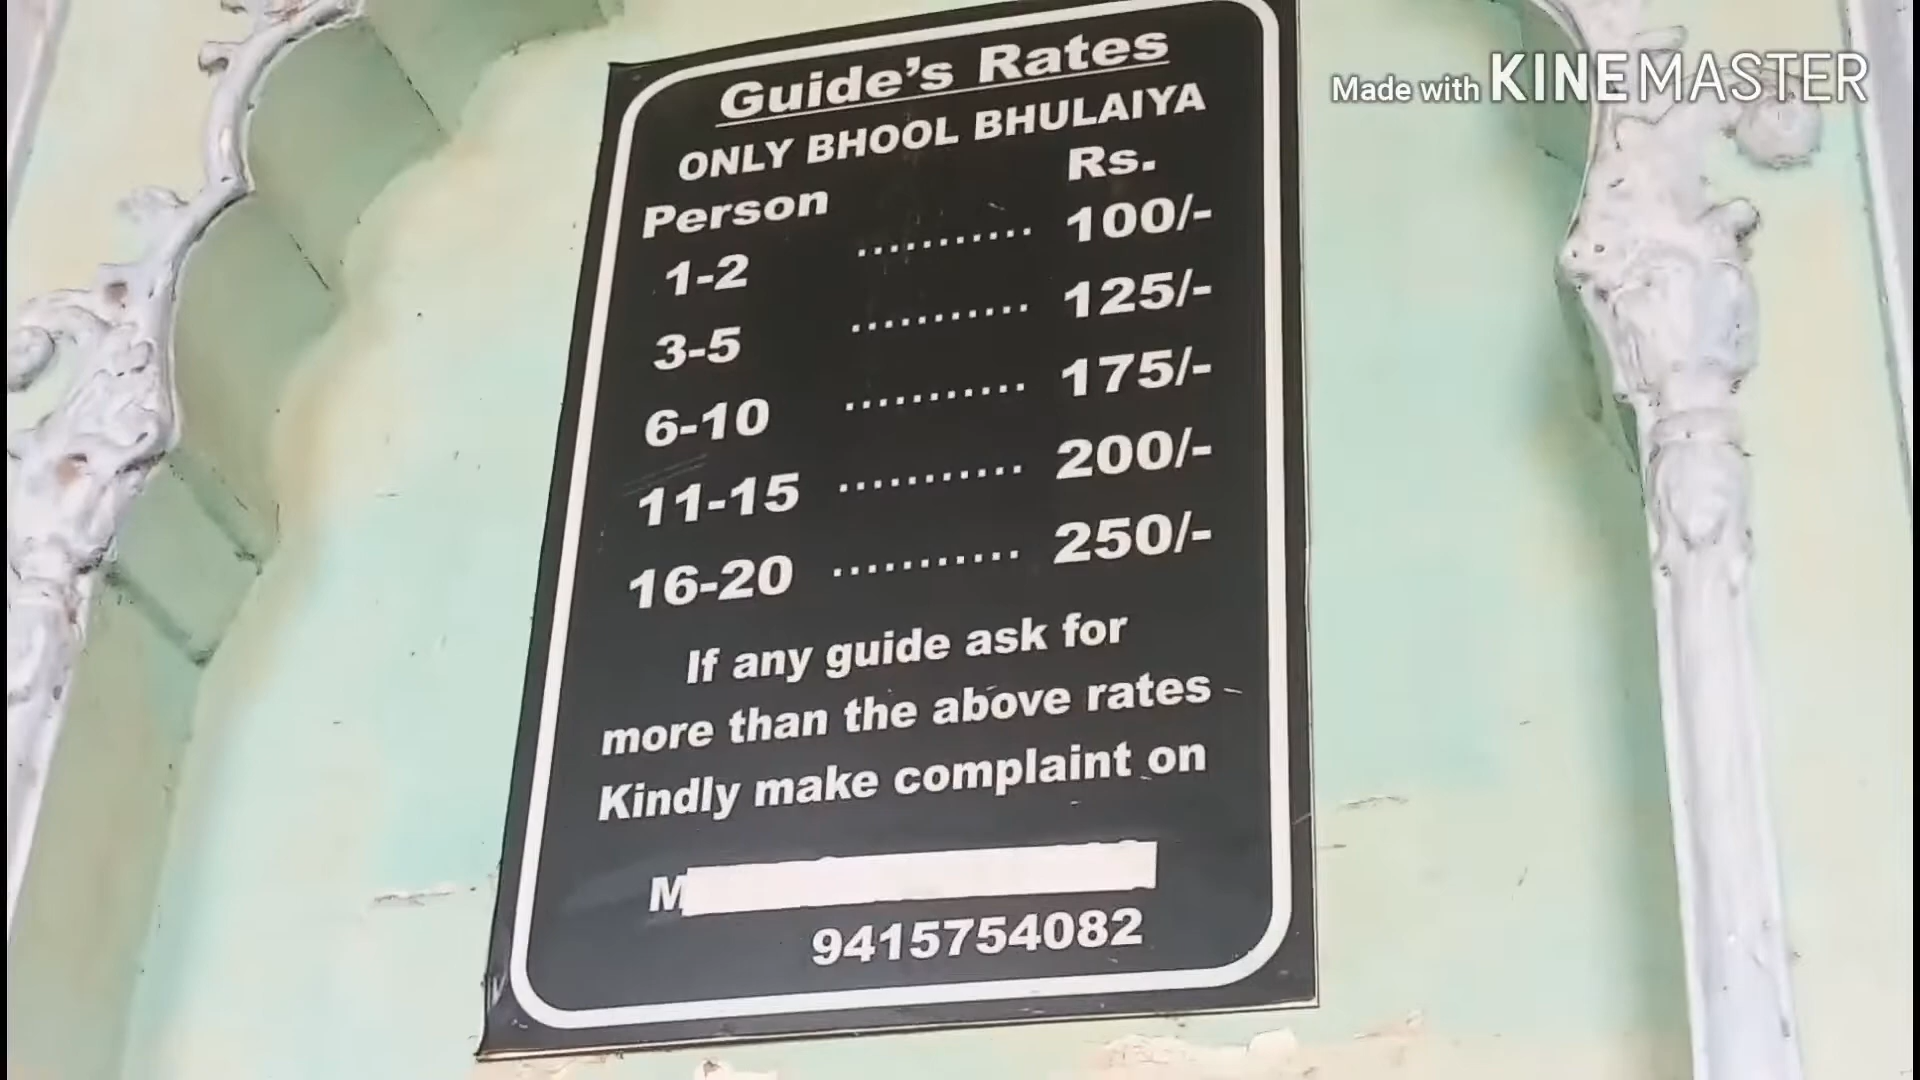 Made with KINEMASTER
Guide's Rates
ONLY BHOOL BHULAIYA
Person Rs.
1-2 ........... 100/-
3-5 ........... 125/-
6-10 ........... 175/-
11-15 ........... 200/-
16-20 ........... 250/-
If any guide ask for
more than the above rates
Kindly make complaint on
M
9415754082